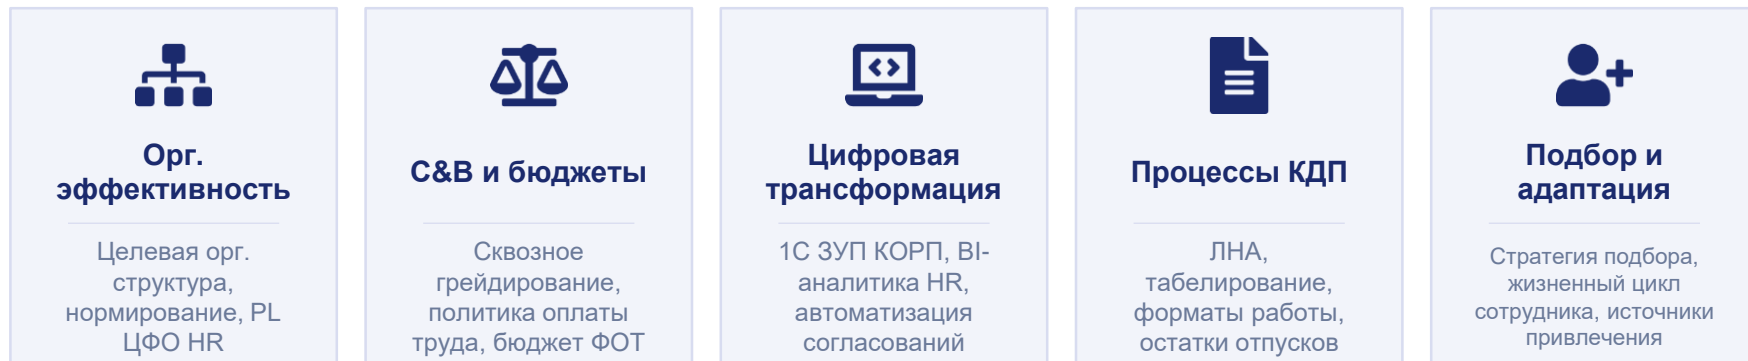 Орг.
эффективность
Целевая орг.
структура,
нормирование, PL
ЦФО HR
C&B и бюджеты
Сквозное
грейдирование,
политика оплаты
труда, бюджет ФОТ
Цифровая
трансформация
1С ЗУП КОРП, BI-
аналитика HR,
автоматизация
согласований
Процессы КДП
ЛНА,
табелирование,
форматы работы,
остатки отпусков
Подбор и
адаптация
Стратегия подбора,
жизненный цикл
сотрудника, источники
привлечения